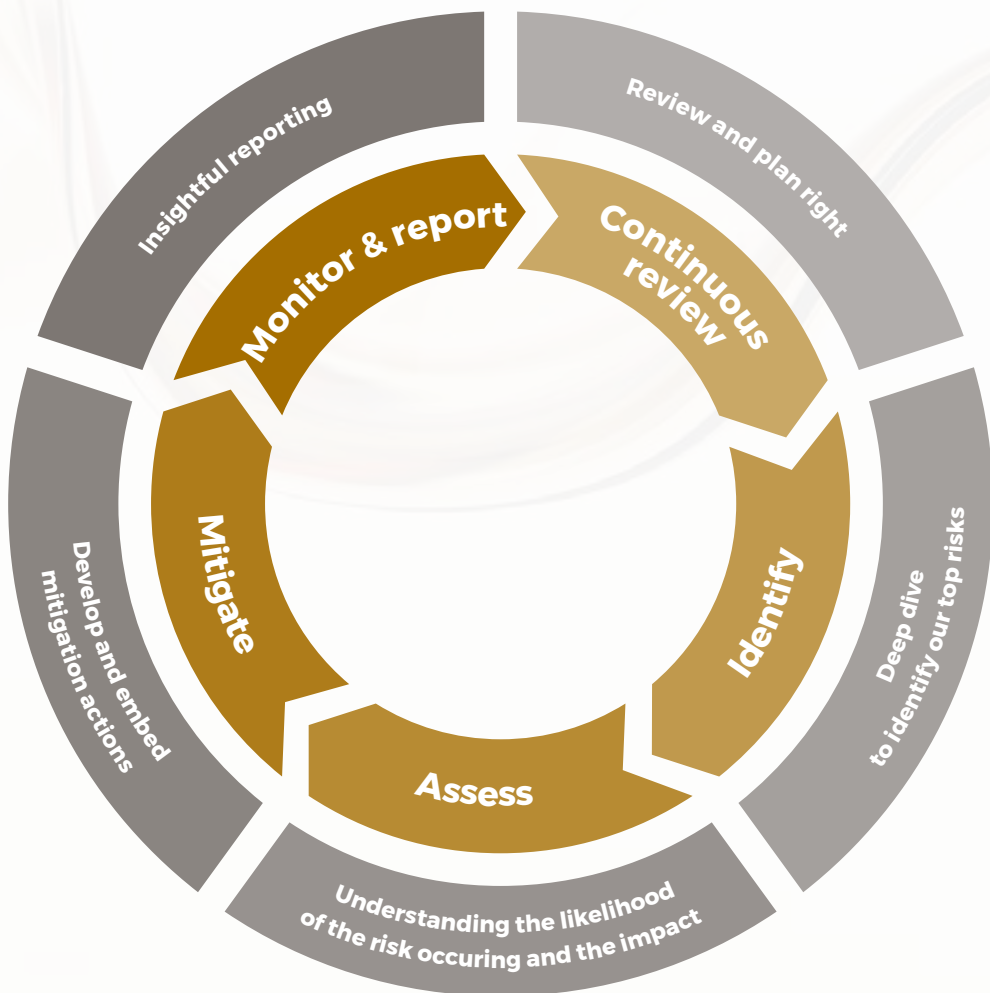 Review and plan right
Continuous
review
Deep dive
to identify our top risks
Identify
Understanding the likelihood
of the risk occuring and the impact
Assess
Develop and embed
mitigation actions
Mitigate
Insightful reporting
Monitor & report